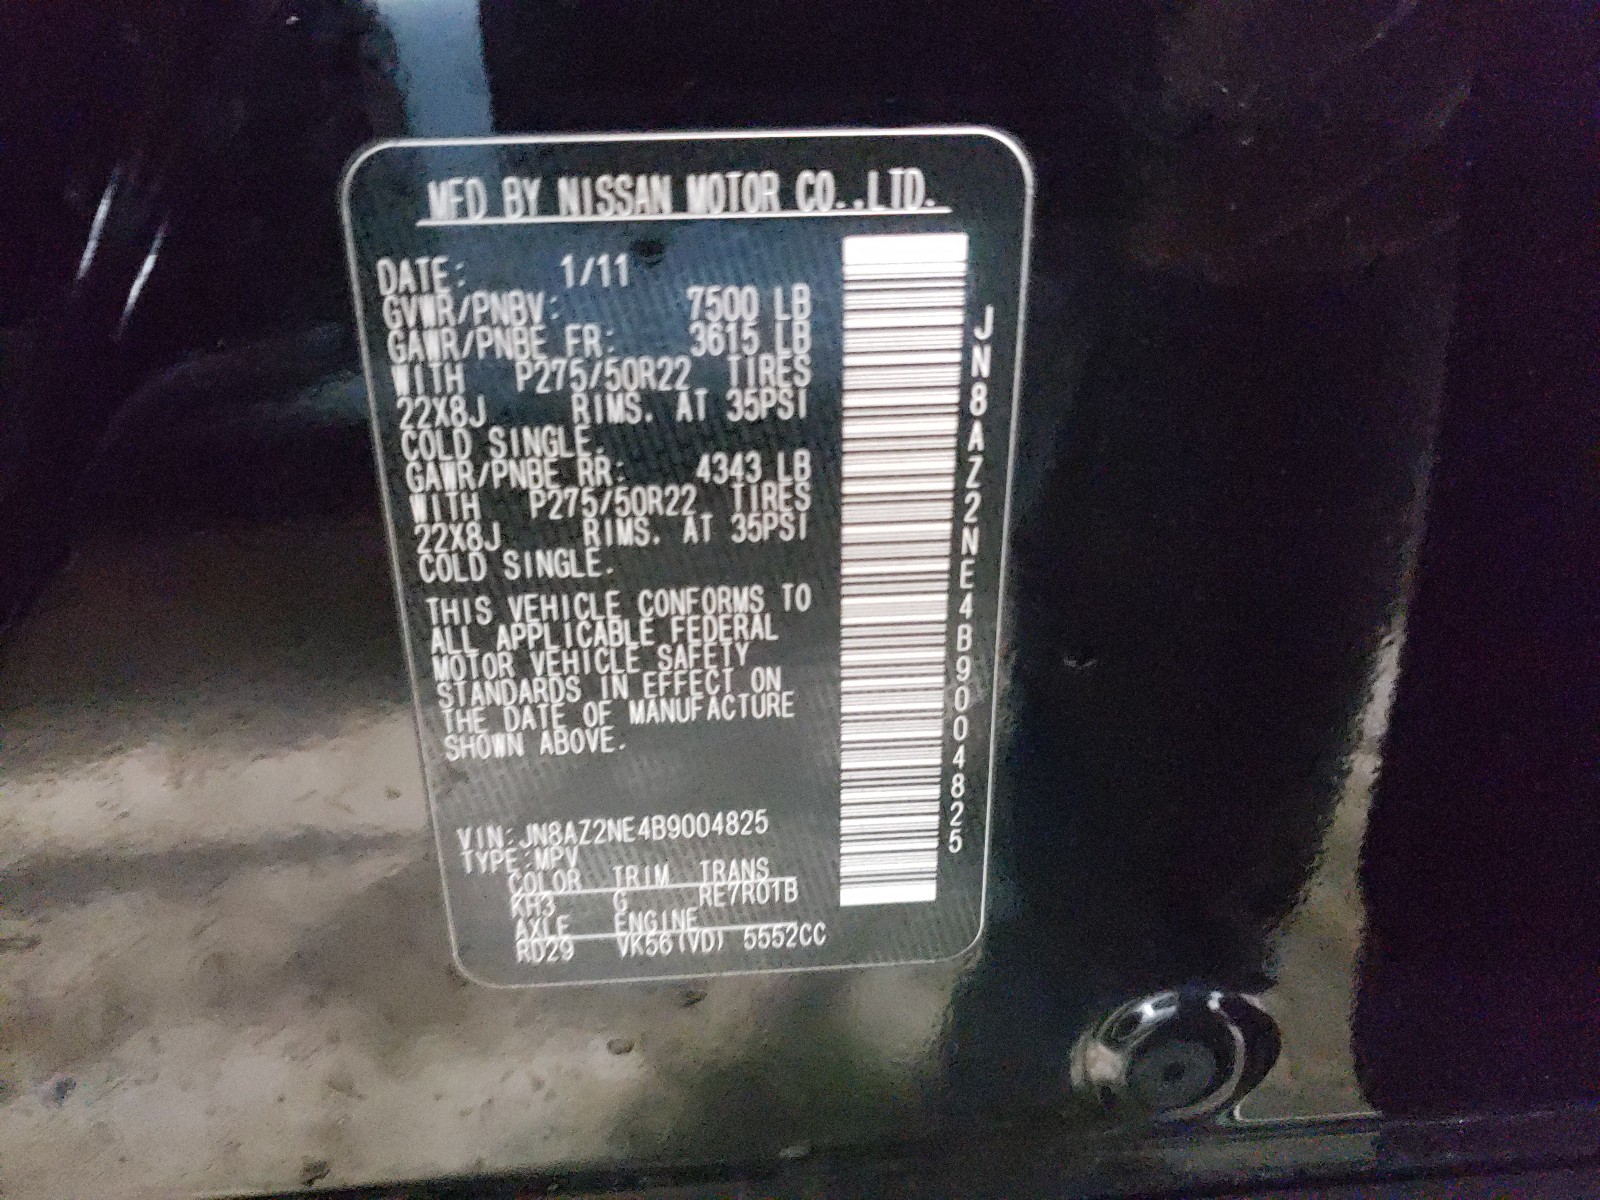 MFD BY NISSAN MOTOR CO.,LTD.
DATE: 1/11
GVWR/PNBV: 7500 LB
GAWR/PNBE FR: 3615 LB
WITH P275/50R22 TIRES
22X8J RIMS. AT 35PSI
COLD SINGLE.
GAWR/PNBE RR: 4343 LB
WITH P275/50R22 TIRES
22X8J RIMS. AT 35PSI
COLD SINGLE.
THIS VEHICLE CONFORMS TO
ALL APPLICABLE FEDERAL
MOTOR VEHICLE SAFETY
STANDARDS IN EFFECT ON
THE DATE OF MANUFACTURE
SHOWN ABOVE.
VIN:JN8AZ2NE4B9004825
TYPE:MPV
COLOR TRIM TRANS
KH3 G RE7R01B
AXLE ENGINE
RD29 VK56(VD) 5552CC
JN8AZ2NE4B9004825